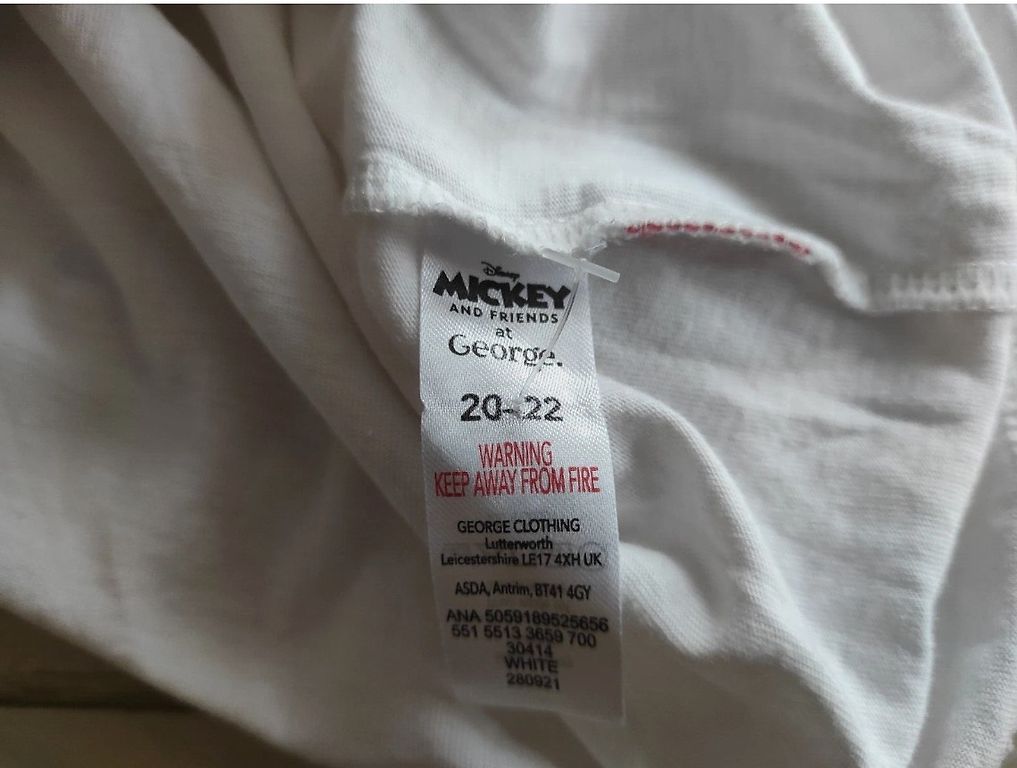 Disney
MICKEY
AND FRIENDS
at
George.
20-22
WARNING
KEEP AWAY FROM FIRE
GEORGE CLOTHING
Lutterworth
Leicestershire LE17 4XH UK
ASDA, Antrim, BT41 4GY
ANA 5059189525656
551 5513 3659 700
30414
WHITE
280921